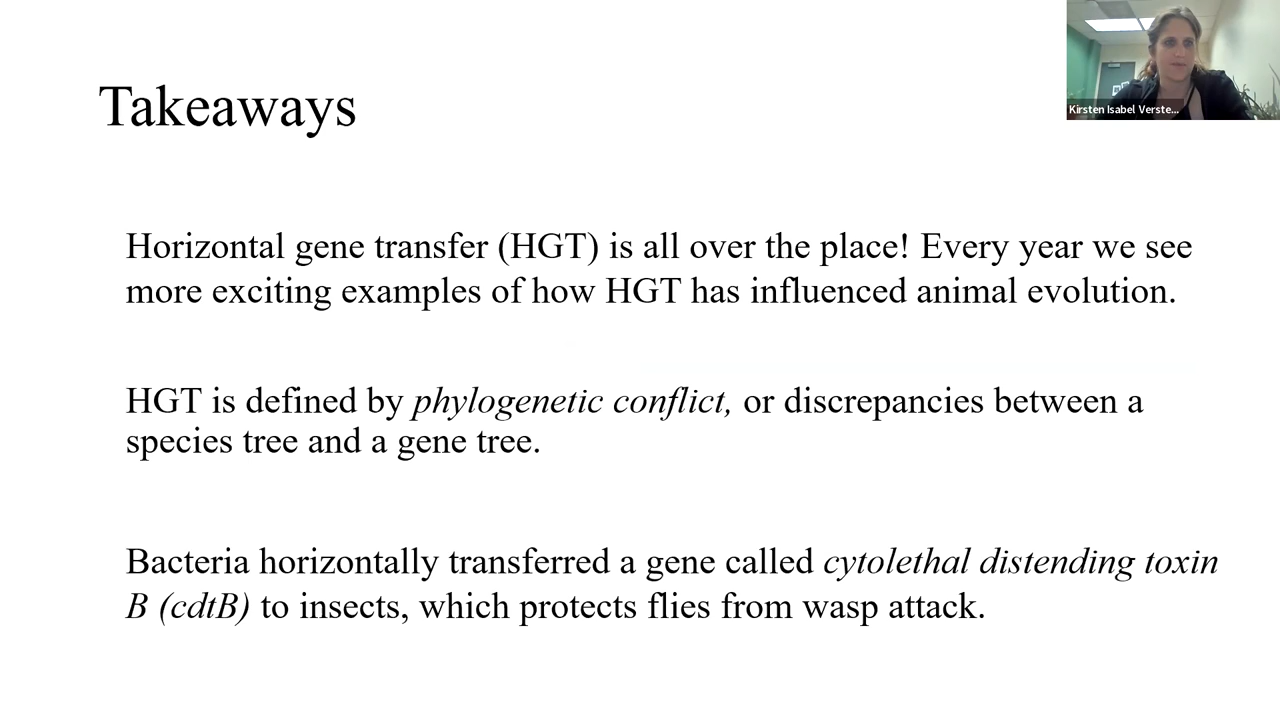 Kirsten Isabel Verste...
Takeaways
Horizontal gene transfer (HGT) is all over the place! Every year we see
more exciting examples of how HGT has influenced animal evolution.
HGT is defined by phylogenetic conflict, or discrepancies between a
species tree and a gene tree.
Bacteria horizontally transferred a gene called cytolethal distending toxin
B (cdtB) to insects, which protects flies from wasp attack.